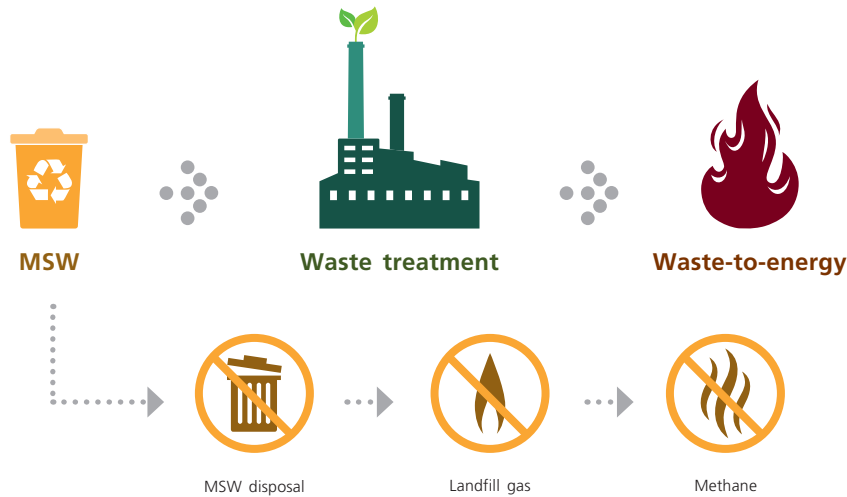 MSW
Waste treatment
Waste-to-energy
MSW disposal
Landfill gas
Methane